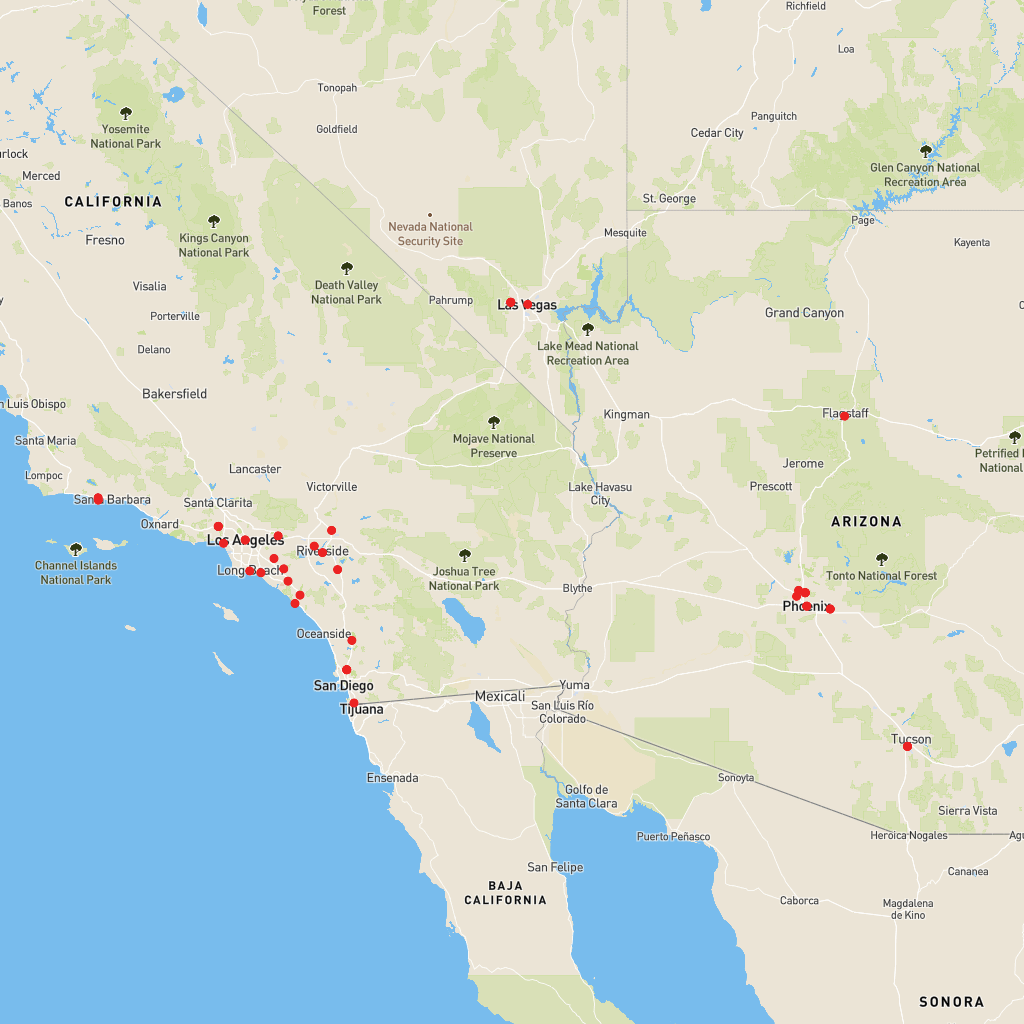 Forest
Richfield
Loa
Tonopah
Goldfield
Panguitch
Cedar City
Yosemite
National Park
Glen Canyon National
Recreation Area
Merced
Banos
CALIFORNIA
St. George
Page
Fresno
Kings Canyon
National Park
Nevada National
Security Site
Mesquite
Kayenta
Visalia
Death Valley
National Park
Pahrump
Las Vegas
Porterville
Grand Canyon
Delano
Lake Mead National
Recreation Area
Bakersfield
Luis Obispo
Kingman
Flagstaff
Santa Maria
Mojave National
Preserve
Petrified
National
Lompoc
Lancaster
Jerome
Santa Barbara
Santa Clarita
Victorville
Lake Havasu
City
Prescott
Oxnard
ARIZONA
Los Angeles
Riverside
Channel Islands
National Park
Long Beach
Joshua Tree
National Park
Blythe
Tonto National Forest
Phoenix
Oceanside
San Diego
Yuma
Mexicali
Tijuana
San Luis Río
Colorado
Tucson
Ensenada
Sonoyta
Golfo de
Santa Clara
Sierra Vista
Puerto Peñasco
Heroica Nogales
San Felipe
Cananea
BAJA
CALIFORNIA
Caborca
Magdalena
de Kino
SONORA